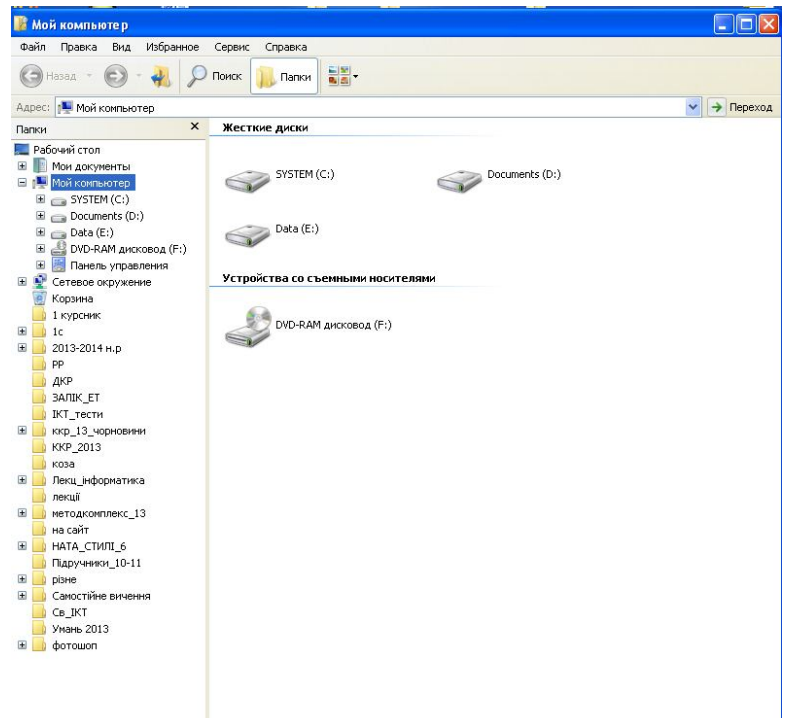 Мой компьютер
Файл Правка Вид Избранное Сервис Справка
Назад Поиск Папки
Адрес: Мой компьютер Переход
Папки
Рабочий стол
Мои документы
Мой компьютер
SYSTEM (C:)
Documents (D:)
Data (E:)
DVD-RAM дисковод (F:)
Панель управления
Сетевое окружение
Корзина
1 курсник
1с
2013-2014 н.р
PP
ДКР
ЗАЛІК_ЕТ
ІКТ_тести
ккр_13_чорновини
ККР_2013
коза
Лекц_інформатика
лекції
методкомплекс_13
на сайт
НАТА_СТИЛІ_6
Підручники_10-11
різне
Самостійне вичення
Св_ІКТ
Умань 2013
фотошоп
Жесткие диски
SYSTEM (C:)
Documents (D:)
Data (E:)
Устройства со съемными носителями
DVD-RAM дисковод (F:)